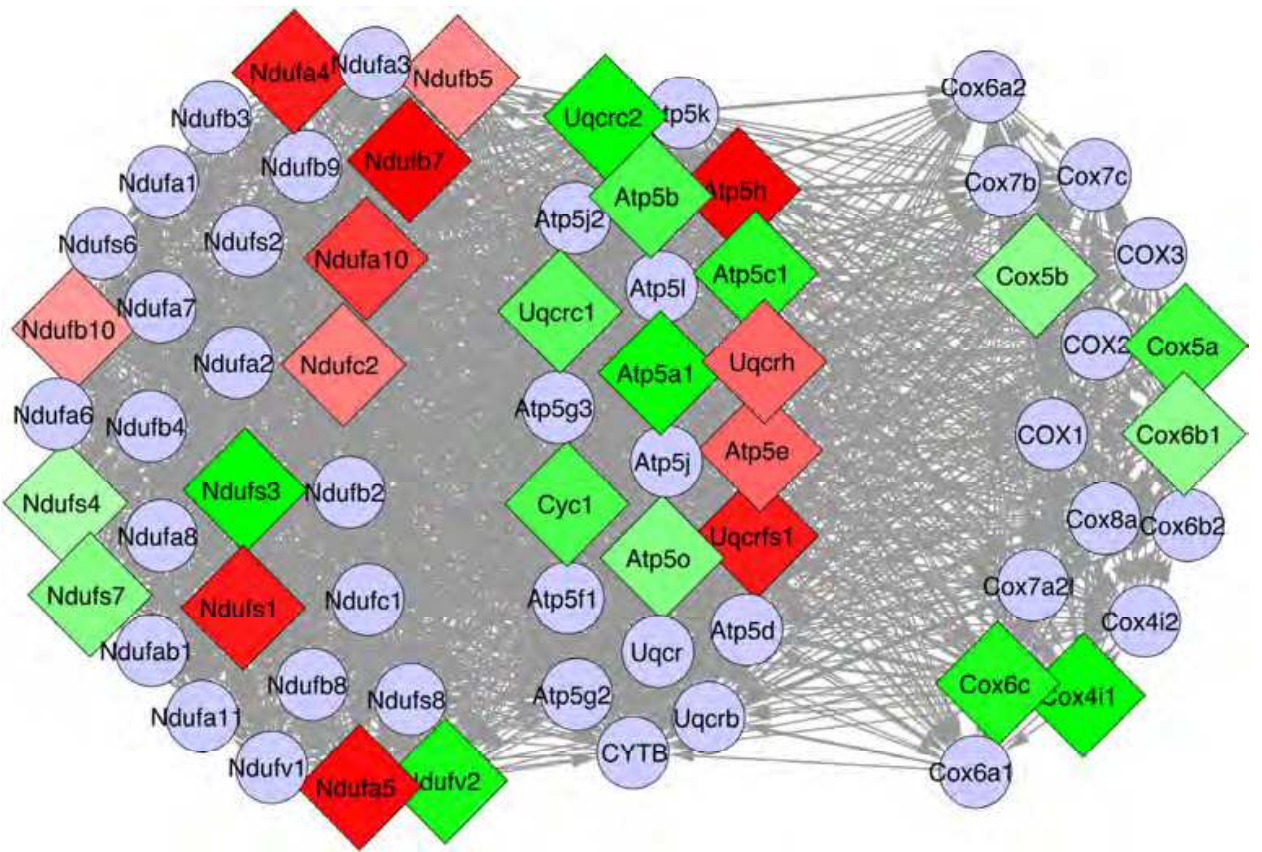 Ndufa4
Ndufa3
Ndufb5
Ndufb3
Ndufb9
Ndufb7
Ndufa1
Ndufs6
Ndufs2
Ndufa10
Ndufb10
Ndufa7
Ndufa2
Ndufc2
Ndufa6
Ndufb4
Ndufs4
Ndufs3
Ndufb2
Ndufa8
Ndufs7
Ndufs1
Ndufc1
Ndufab1
Ndufb8
Ndufs8
Ndufa11
Ndufv1
Ndufa5
dufv2
Uqcrc2
tp5k
Atp5b
Atp5h
Atp5j2
Atp5l
Atp5c1
Uqcrc1
Atp5a1
Uqcrh
Atp5g3
Atp5j
Atp5e
Cyc1
Atp5o
Uqcrfs1
Atp5f1
Uqcr
Atp5d
Atp5g2
Uqcrb
CYTB
Cox6a2
Cox7b
Cox7c
Cox5b
COX3
COX2
Cox5a
COX1
Cox6b1
Cox8a
Cox6b2
Cox7a2l
Cox4i2
Cox6c
Cox4i1
Cox6a1